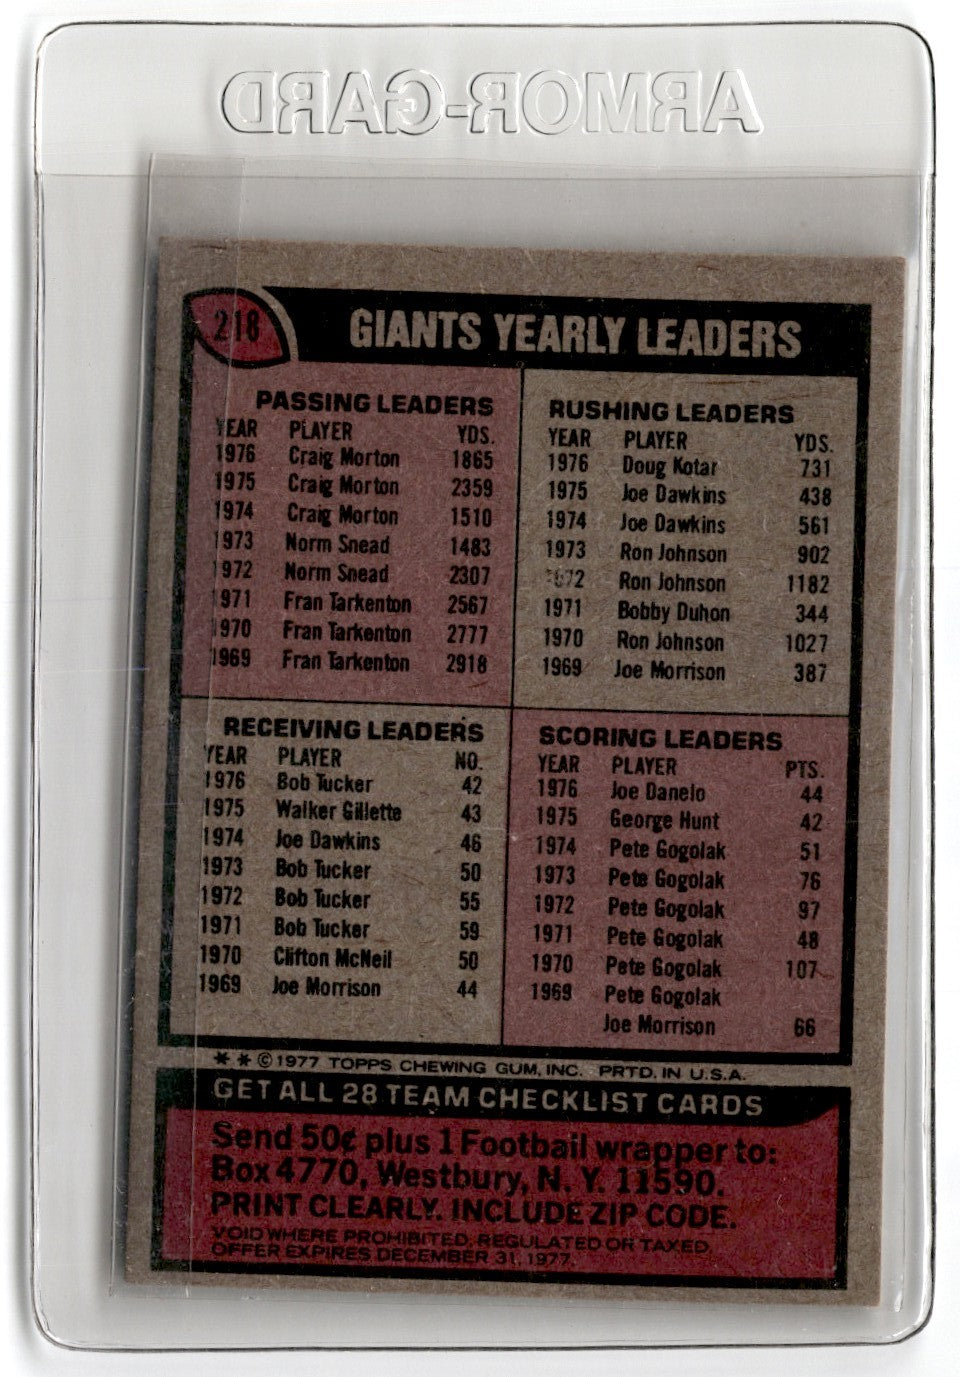 ARMOR-GARD
218 GIANTS YEARLY LEADERS
PASSING LEADERS
YEAR PLAYER YDS.
1976 Craig Morton 1865
1975 Craig Morton 2359
1974 Craig Morton 1510
1973 Norm Snead 1483
1972 Norm Snead 2307
1971 Fran Tarkenton 2567
1970 Fran Tarkenton 2777
1969 Fran Tarkenton 2918
RUSHING LEADERS
YEAR PLAYER YDS.
1976 Doug Kotar 731
1975 Joe Dawkins 438
1974 Joe Dawkins 561
1973 Ron Johnson 902
1972 Ron Johnson 1182
1971 Bobby Duhon 344
1970 Ron Johnson 1027
1969 Joe Morrison 387
RECEIVING LEADERS
YEAR PLAYER NO.
1976 Bob Tucker 42
1975 Walker Gillette 43
1974 Joe Dawkins 46
1973 Bob Tucker 50
1972 Bob Tucker 55
1971 Bob Tucker 59
1970 Clifton McNeil 50
1969 Joe Morrison 44
SCORING LEADERS
YEAR PLAYER PTS.
1976 Joe Danelo 44
1975 George Hunt 42
1974 Pete Gogolak 51
1973 Pete Gogolak 76
1972 Pete Gogolak 97
1971 Pete Gogolak 48
1970 Pete Gogolak 107
1969 Pete Gogolak
Joe Morrison 66
* * © 1977 TOPPS CHEWING GUM, INC. PRTD. IN U.S.A.
GET ALL 28 TEAM CHECKLIST CARDS
Send 50¢ plus 1 Football wrapper to:
Box 4770, Westbury, N. Y. 11590.
PRINT CLEARLY. INCLUDE ZIP CODE.
VOID WHERE PROHIBITED, REGULATED OR TAXED.
OFFER EXPIRES DECEMBER 31, 1977.